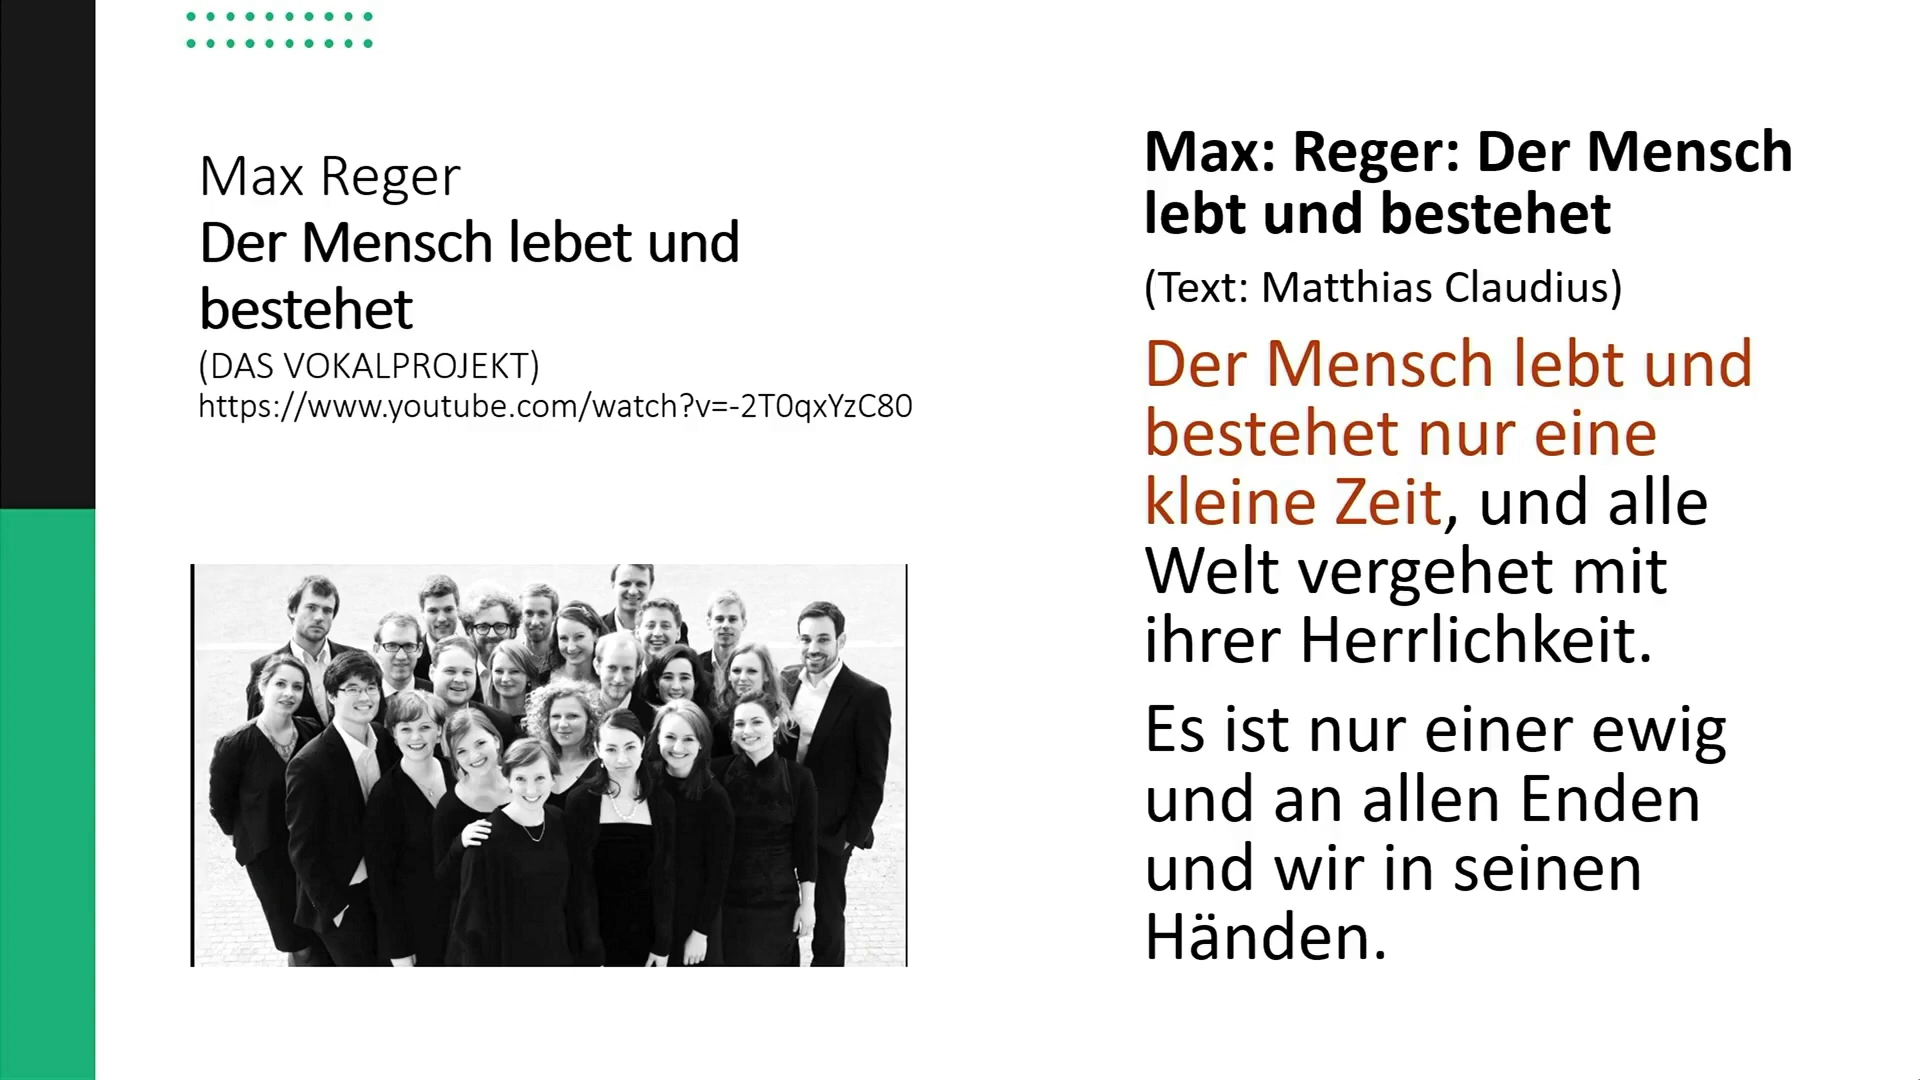 Max Reger
Der Mensch lebet und
bestehet
(DAS VOKALPROJEKT)
https://www.youtube.com/watch?v=-2T0qxYzC80
Max: Reger: Der Mensch
lebt und bestehet
(Text: Matthias Claudius)
Der Mensch lebt und
bestehet nur eine
kleine Zeit, und alle
Welt vergehet mit
ihrer Herrlichkeit.
Es ist nur einer ewig
und an allen Enden
und wir in seinen
Händen.